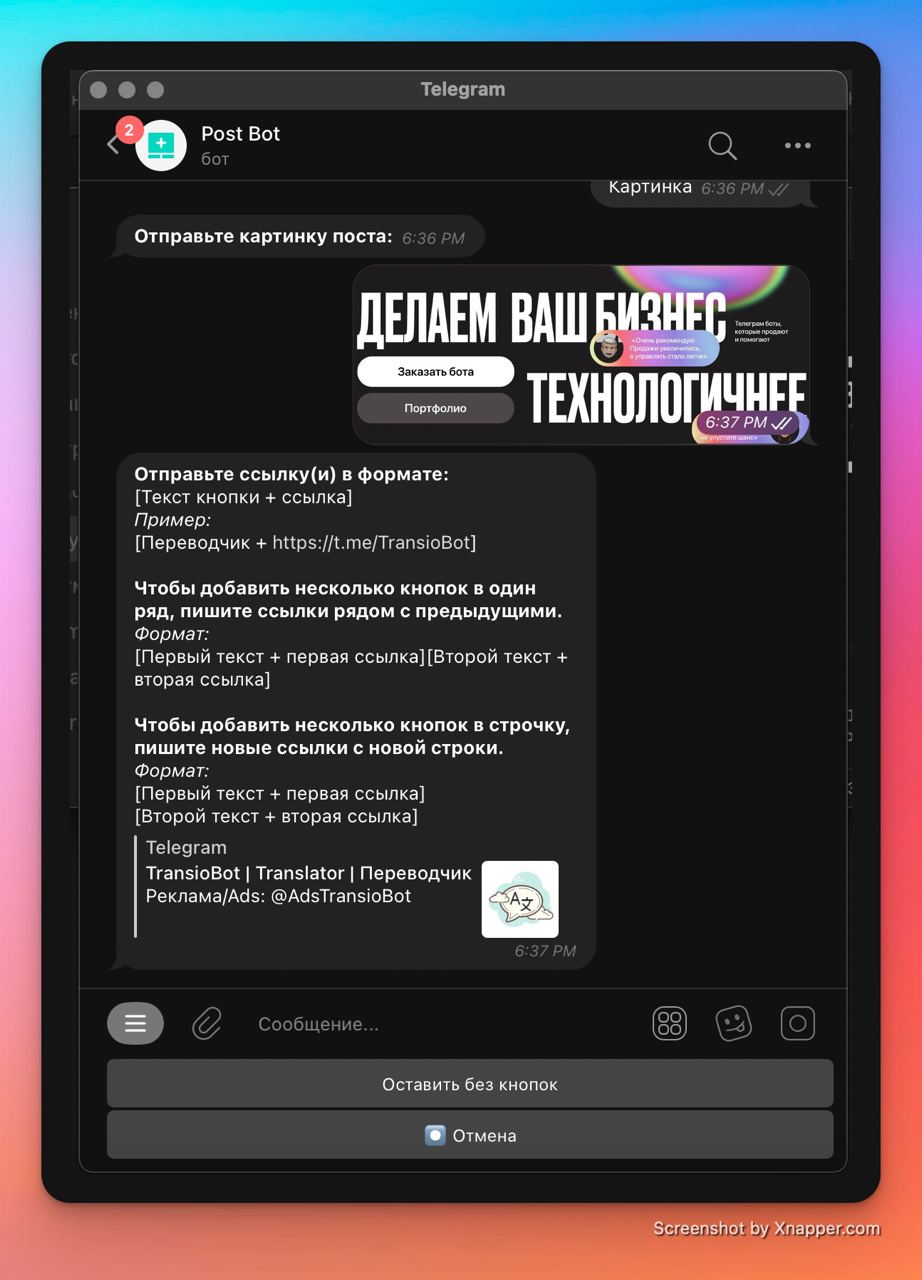 Telegram
2
Post Bot
бот
Картинка 6:36 PM
Отправьте картинку поста: 6:36 PM
ДЕЛАЕМ ВАШ БИЗНЕС
Телеграм боты,
которые продают
и помогают
«Очень рекомендую
Продажи увеличились,
а управлять стало легче»
Заказать бота
ТЕХНОЛОГИЧНЕЕ
Портфолио
6:37 PM
не упустите шанс»
Отправьте ссылку(и) в формате:
[Текст кнопки + ссылка]
Пример:
[Переводчик + https://t.me/TransioBot]
Чтобы добавить несколько кнопок в один
ряд, пишите ссылки рядом с предыдущими.
Формат:
[Первый текст + первая ссылка][Второй текст +
вторая ссылка]
Чтобы добавить несколько кнопок в строчку,
пишите новые ссылки с новой строки.
Формат:
[Первый текст + первая ссылка]
[Второй текст + вторая ссылка]
Telegram
TransioBot | Translator | Переводчик
Реклама/Ads: @AdsTransioBot
A文
6:37 PM
Сообщение...
Оставить без кнопок
Отмена
Screenshot by Xnapper.com